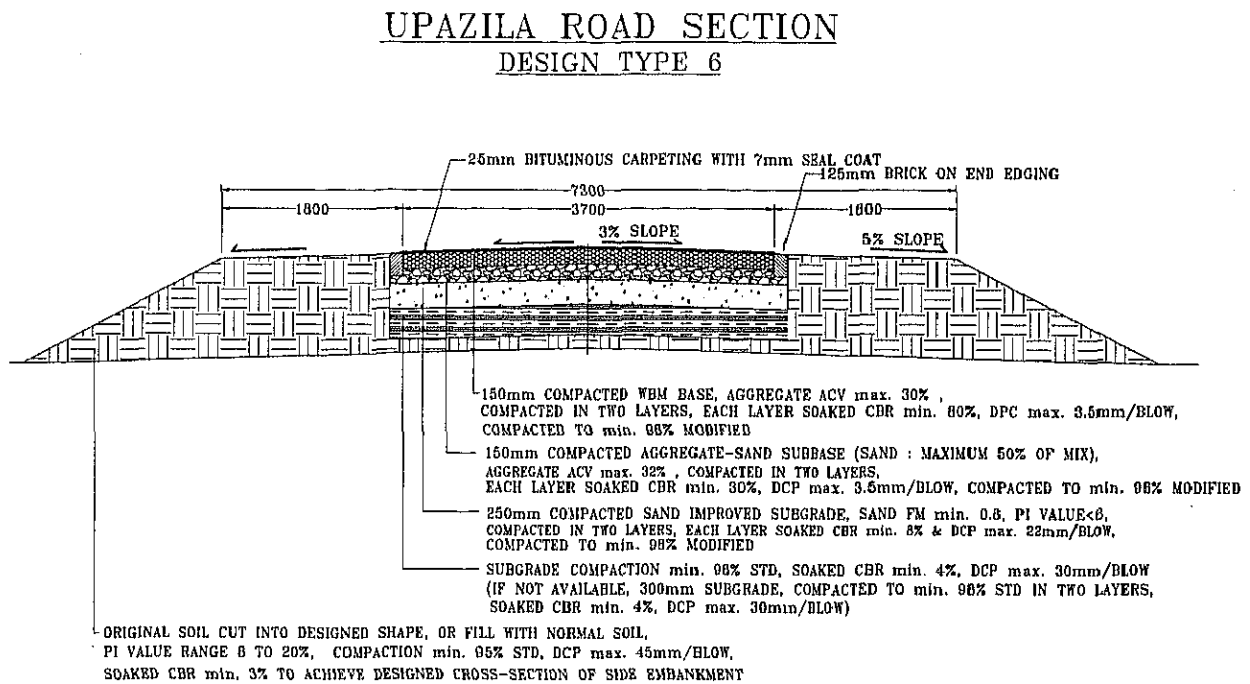 UPAZILA ROAD SECTION
DESIGN TYPE 6
25mm BITUMINOUS CARPETING WITH 7mm SEAL COAT
125mm BRICK ON END EDGING
7300
1800
3700
1800
3% SLOPE
5% SLOPE
150mm COMPACTED WBM BASE, AGGREGATE ACV max. 30% ,
COMPACTED IN TWO LAYERS, EACH LAYER SOAKED CBR min. 80%, DPC max. 3.5mm/BLOW,
COMPACTED TO min. 98% MODIFIED
150mm COMPACTED AGGREGATE-SAND SUBBASE (SAND : MAXIMUM 50% OF MIX),
AGGREGATE ACV max. 32% , COMPACTED IN TWO LAYERS,
EACH LAYER SOAKED CBR min. 30%, DCP max. 3.5mm/BLOW, COMPACTED TO min. 98% MODIFIED
250mm COMPACTED SAND IMPROVED SUBGRADE, SAND FM min. 0.8, PI VALUE<6,
COMPACTED IN TWO LAYERS, EACH LAYER SOAKED CBR min. 8% & DCP max. 22mm/BLOW,
COMPACTED TO min. 98% MODIFIED
SUBGRADE COMPACTION min. 98% STD, SOAKED CBR min. 4%, DCP max. 30mm/BLOW
(IF NOT AVAILABLE, 300mm SUBGRADE, COMPACTED TO min. 98% STD IN TWO LAYERS,
SOAKED CBR min. 4%, DCP max. 30mm/BLOW)
ORIGINAL SOIL CUT INTO DESIGNED SHAPE, OR FILL WITH NORMAL SOIL,
PI VALUE RANGE 6 TO 20%, COMPACTION min. 95% STD, DCP max. 45mm/BLOW,
SOAKED CBR min. 3% TO ACHIEVE DESIGNED CROSS-SECTION OF SIDE EMBANKMENT